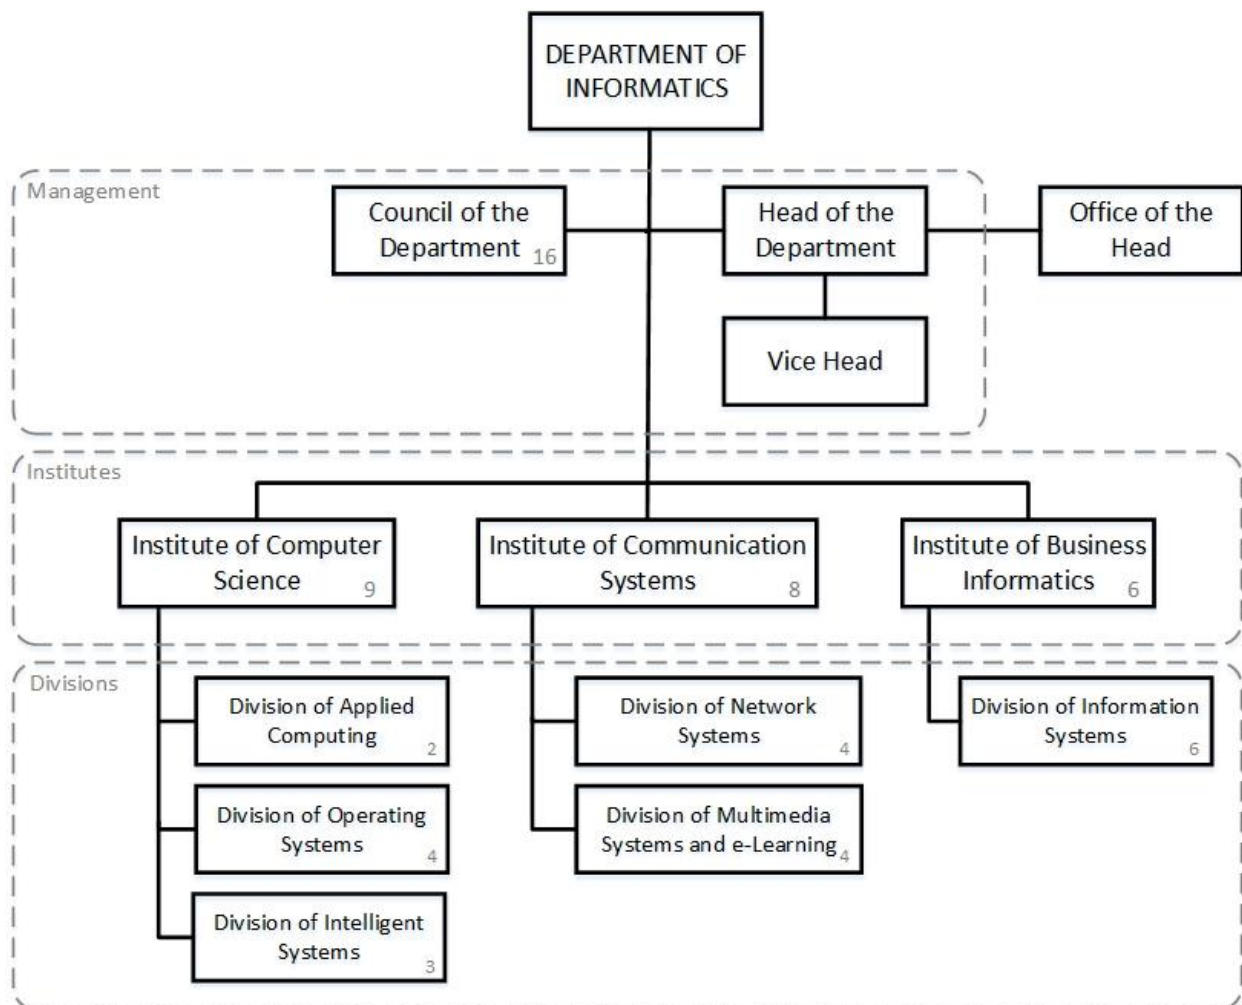 DEPARTMENT OF
INFORMATICS
Management
Council of the
Department 16
Head of the
Department
Office of the
Head
Vice Head
Institutes
Institute of Computer
Science 9
Institute of Communication
Systems 8
Institute of Business
Informatics 6
Divisions
Division of Applied
Computing 2
Division of Operating
Systems 4
Division of Intelligent
Systems 3
Division of Network
Systems 4
Division of Multimedia
Systems and e-Learning 4
Division of Information
Systems 6